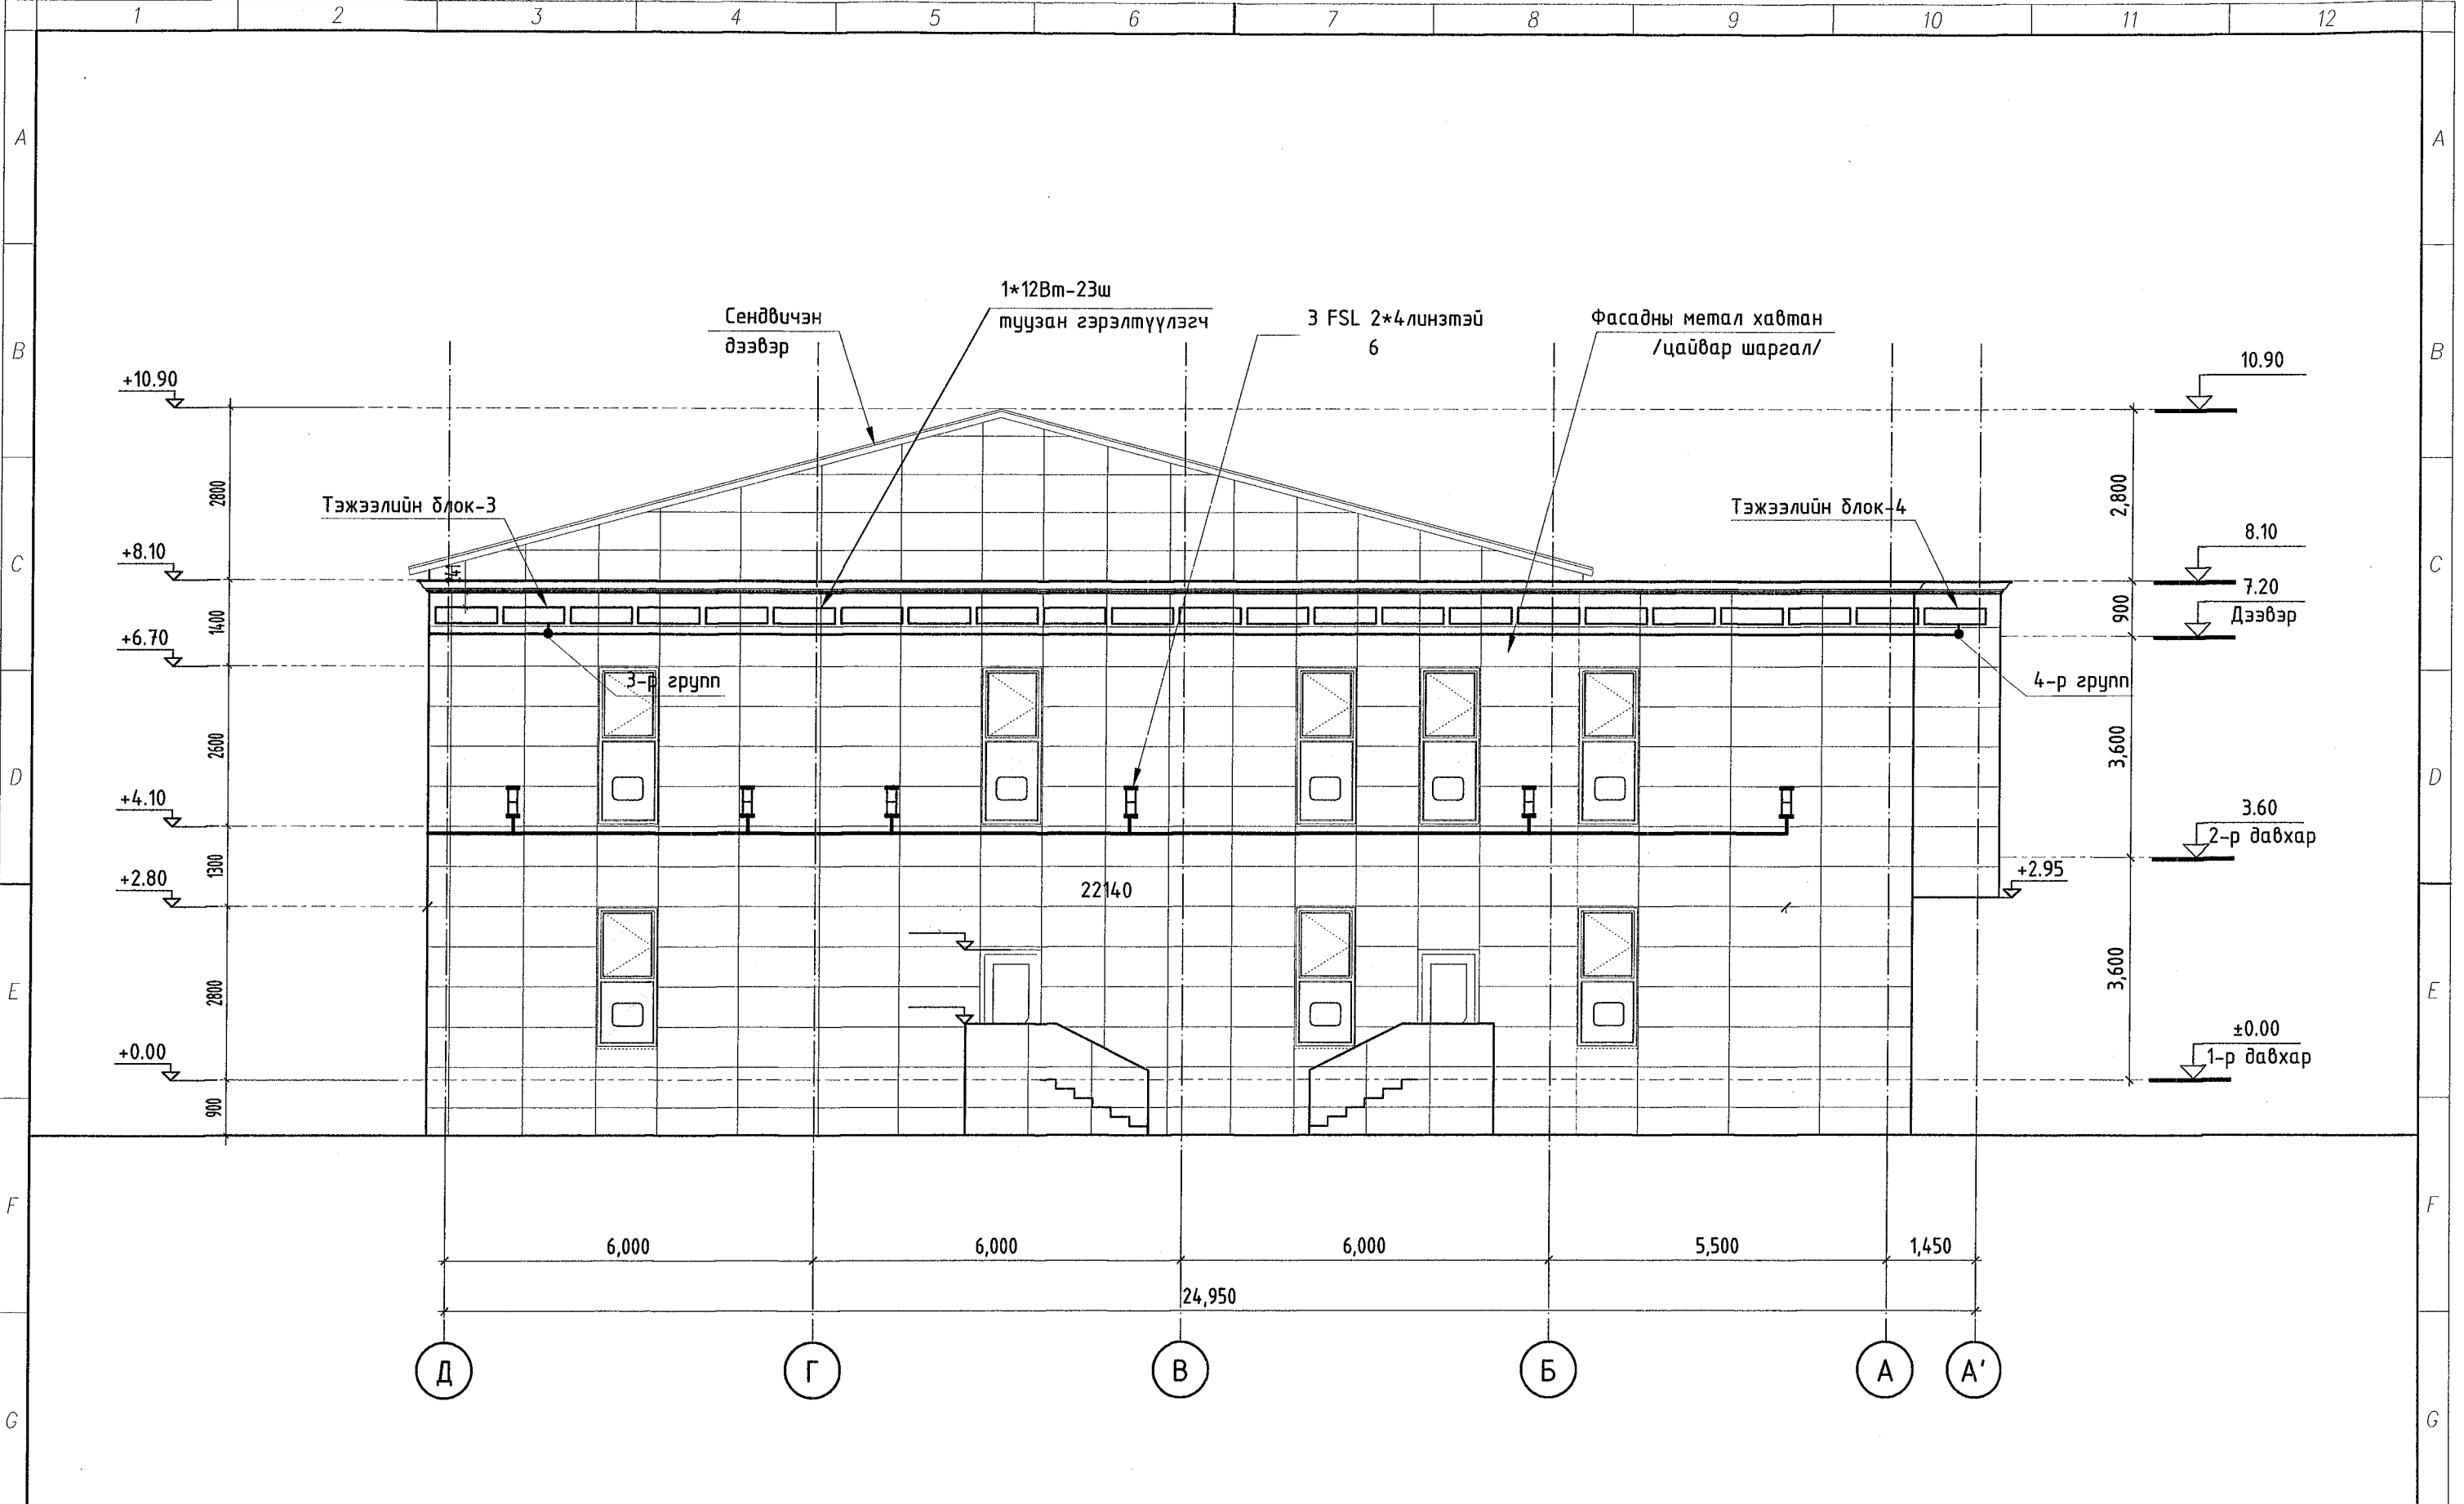 1 2 3 4 5 6 7 8 9 10 11 12
A A
B B
C C
D D
E E
F F
G G
1*12Вт-23ш
туузан гэрэлтүүлэгч
Сендвичэн
дээвэр
3 FSL 2*4линзтэй
6
Фасадны метал хавтан
/цайвар шаргал/
+10.90
+8.10
+6.70
+4.10
+2.80
+0.00
2800
1400
2600
1300
2800
900
Тэжээлийн блок-3
3-р групп
Тэжээлийн блок-4
4-р групп
22140
+2.95
10.90
8.10
7.20
Дээвэр
3.60
2-р давхар
±0.00
1-р давхар
2,800
900
3,600
3,600
6,000 6,000 6,000 5,500 1,450
24,950
Д Г В Б А А'